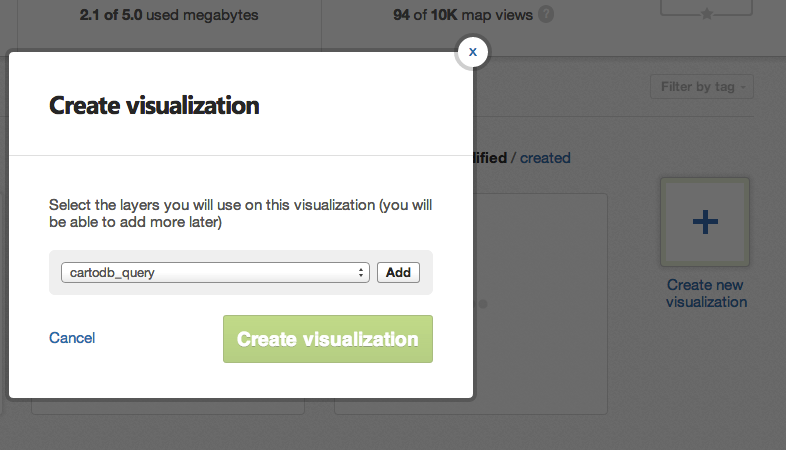 2.1 of 5.0 used megabytes
94 of 10K map views ?
x
Filter by tag
Create visualization
created
lified / created
Select the layers you will use on this visualization (you will
be able to add more later)
cartodb_query Add
Create new
visualization
Cancel
Create visualization